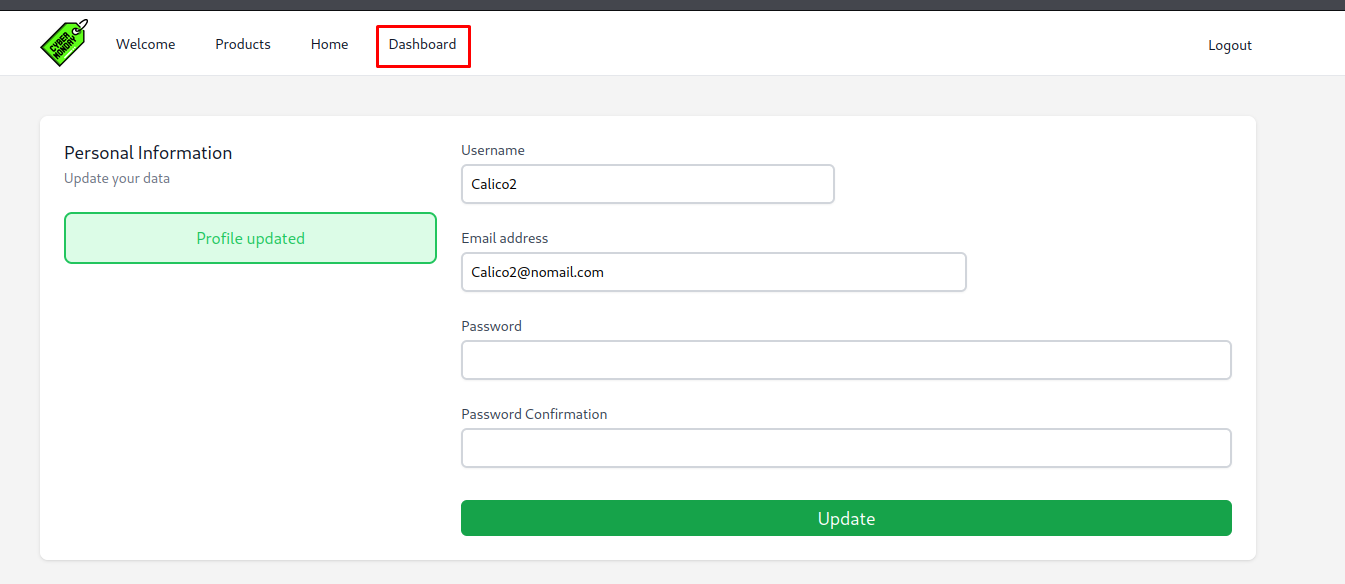 CYBER
MONDAY
Welcome Products Home Dashboard Logout
Personal Information
Update your data
Profile updated
Username
Calico2
Email address
Calico2@nomail.com
Password
Password Confirmation
Update